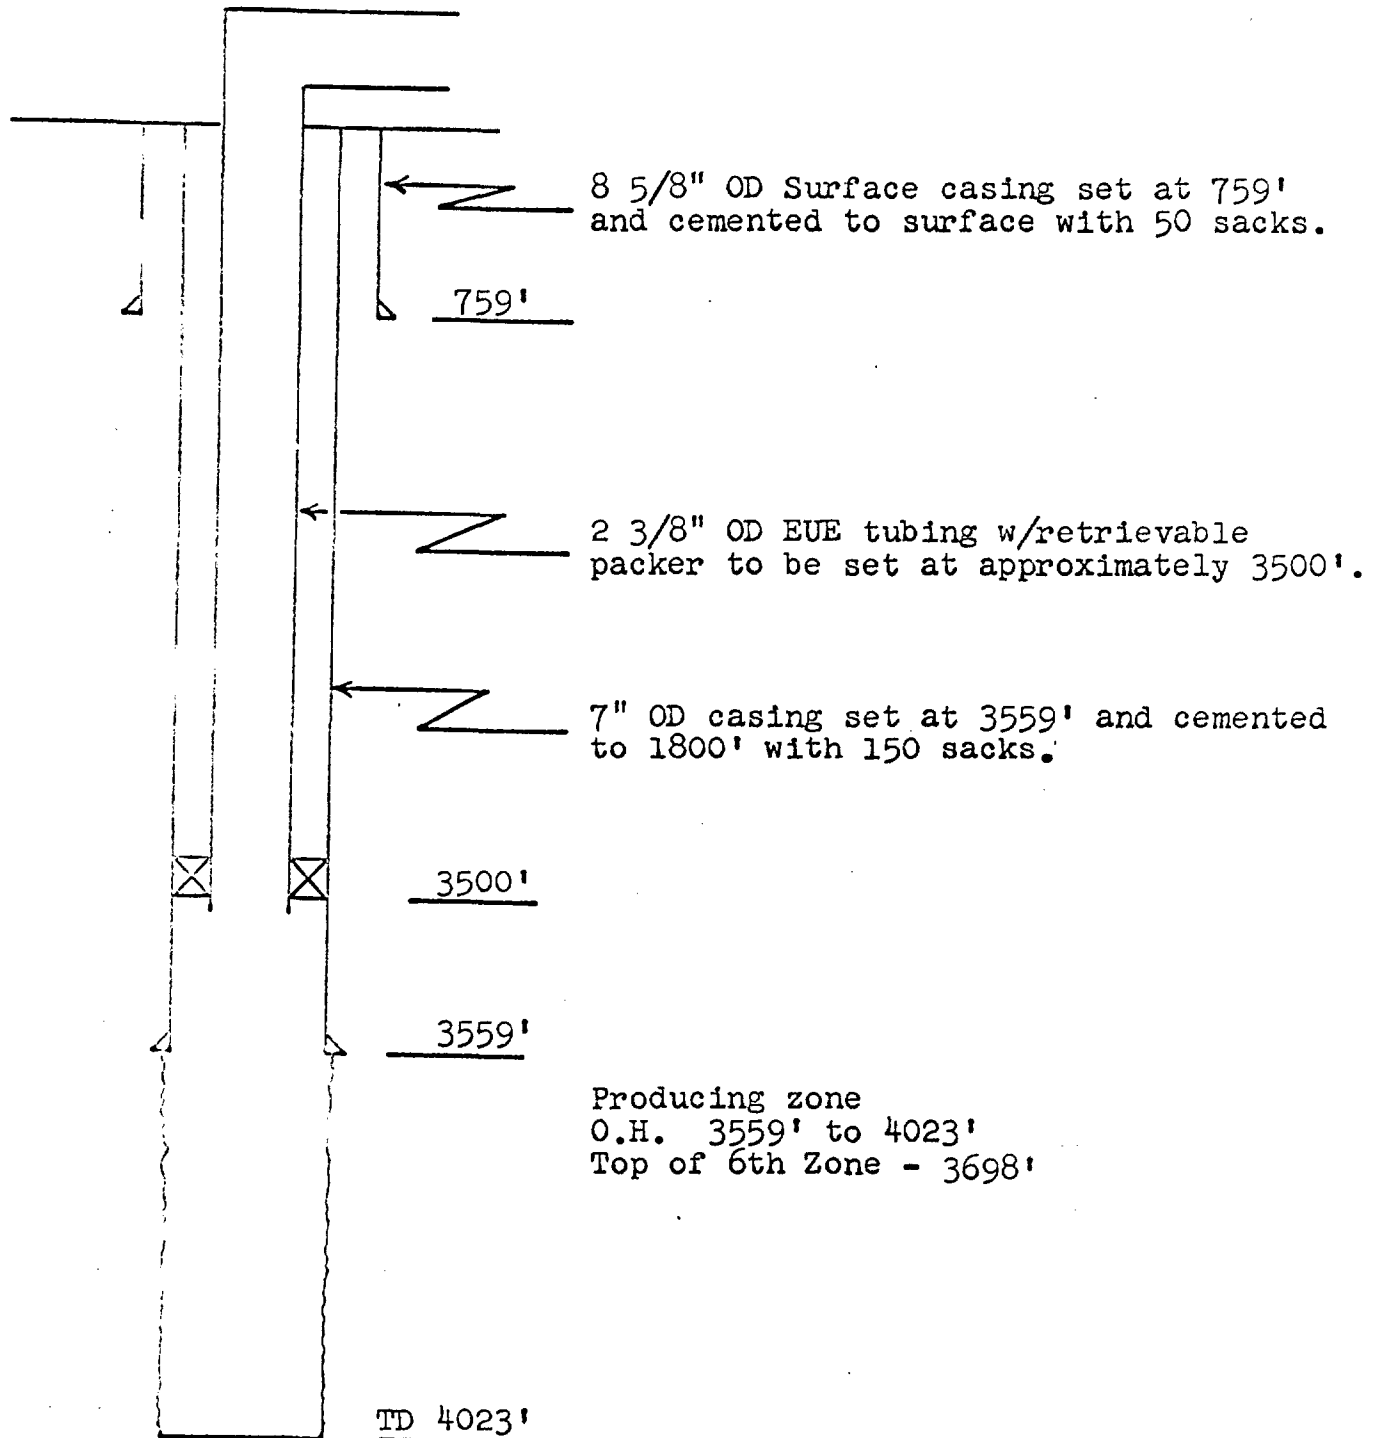 8 5/8" OD Surface casing set at 759'
and cemented to surface with 50 sacks.
759'
2 3/8" OD EUE tubing w/retrievable
packer to be set at approximately 3500'.
7" OD casing set at 3559' and cemented
to 1800' with 150 sacks.
3500'
3559'
Producing zone
O.H. 3559' to 4023'
Top of 6th Zone - 3698'
TD 4023'